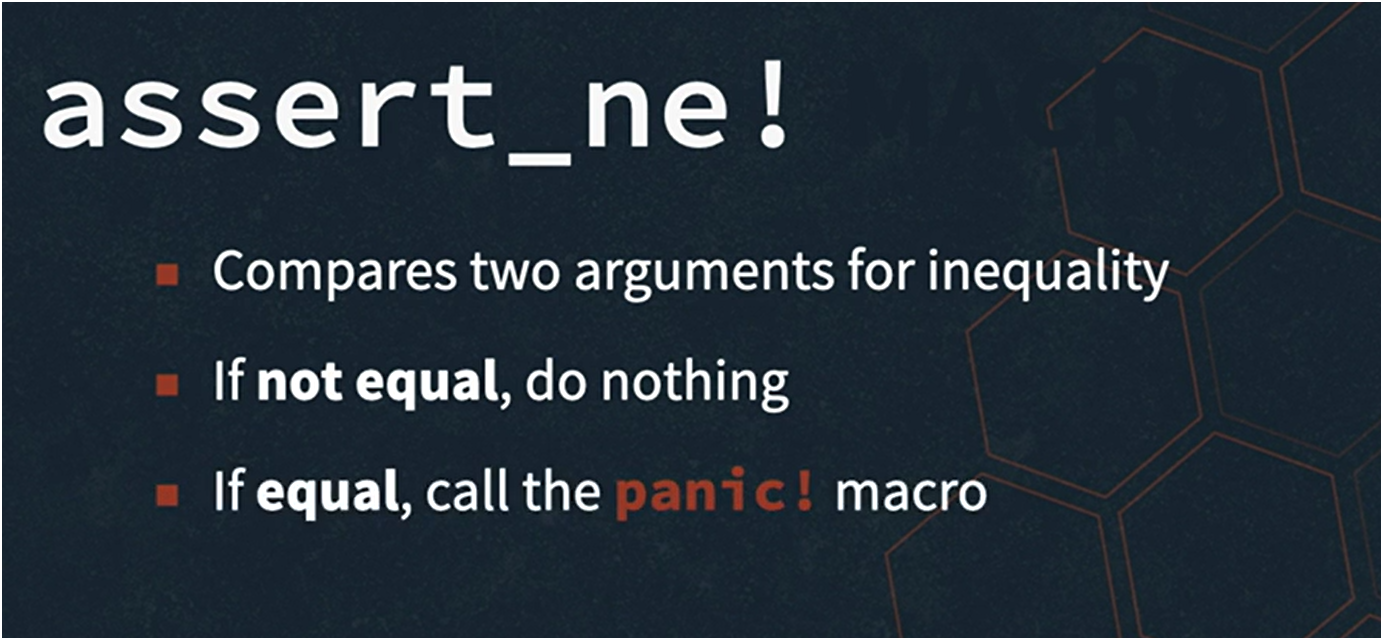 assert_ne!
Compares two arguments for inequality
If not equal, do nothing
If equal, call the panic! macro